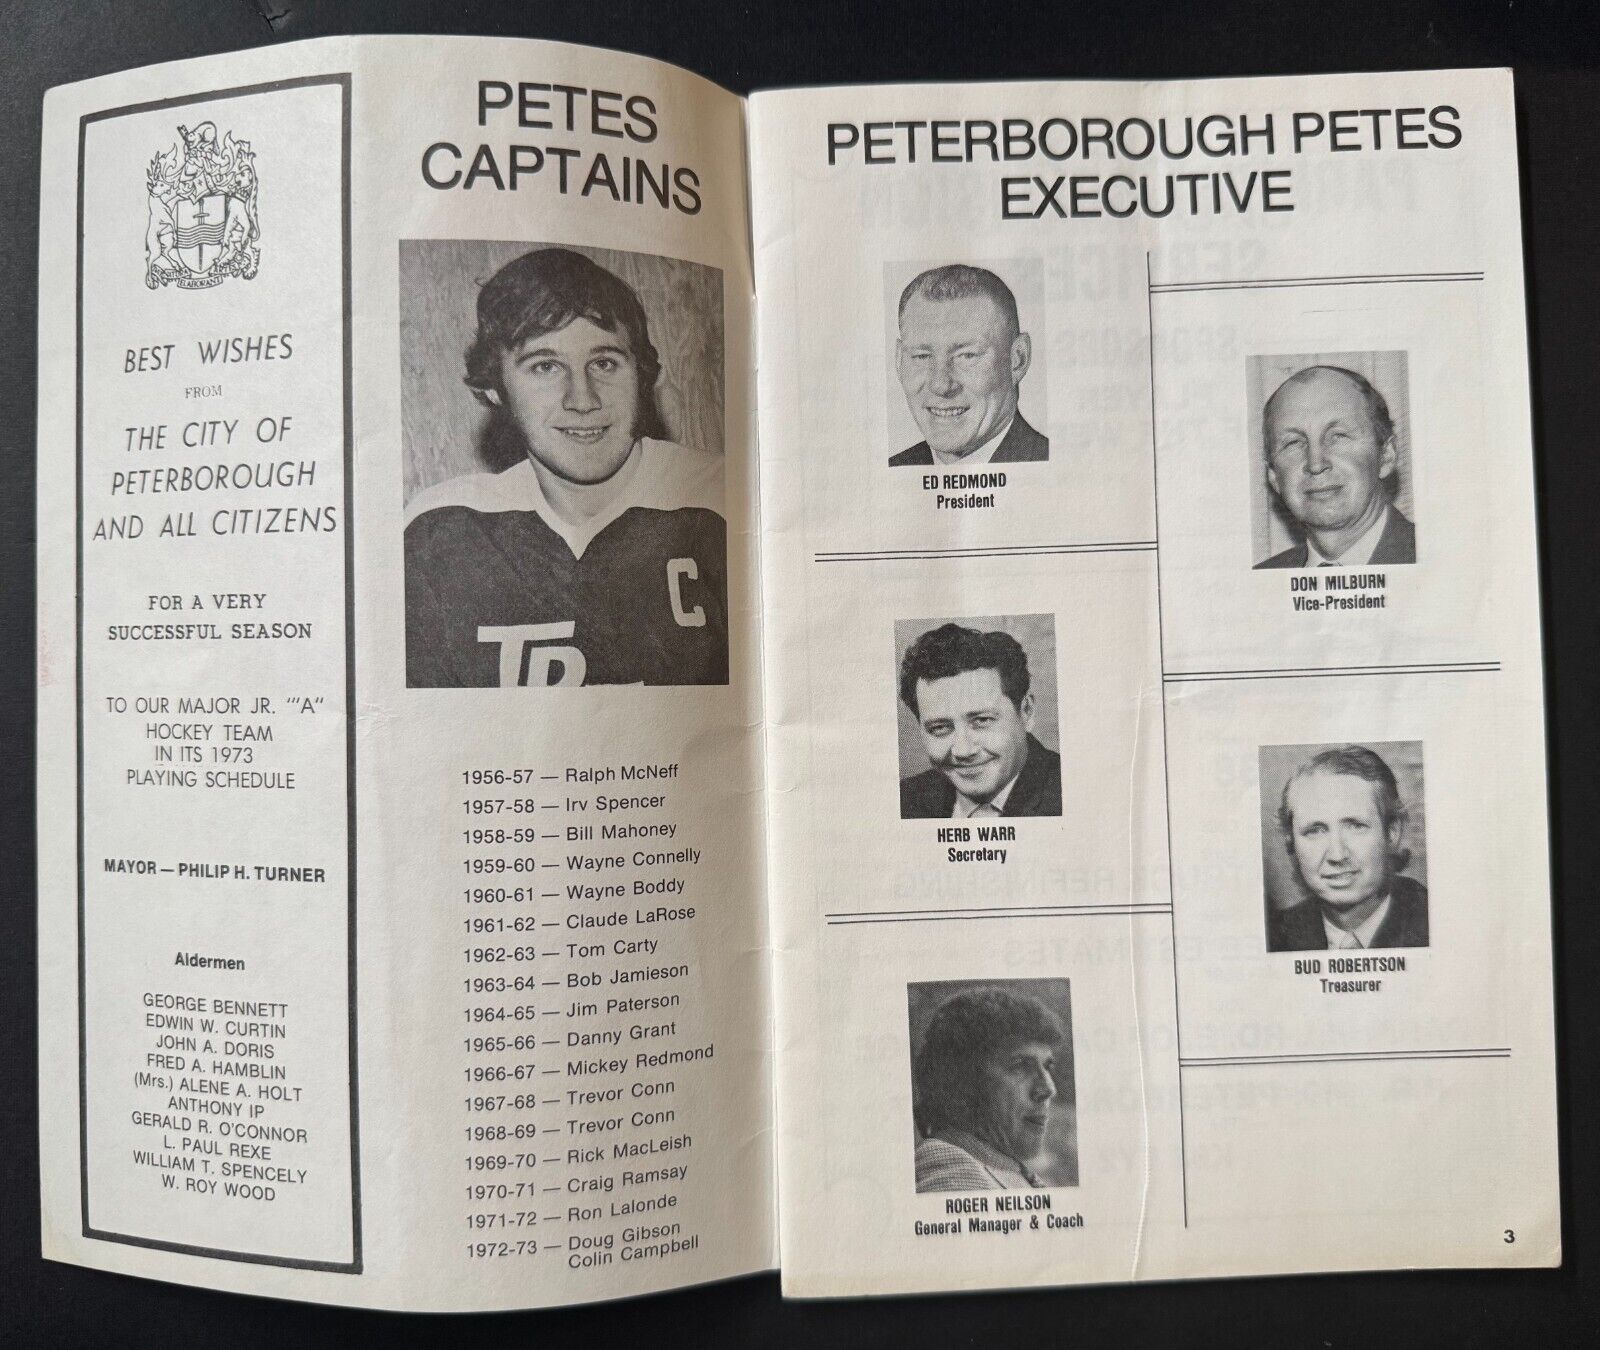 ELABORANT
BEST WISHES
FROM
THE CITY OF
PETERBOROUGH
AND ALL CITIZENS
FOR A VERY
SUCCESSFUL SEASON
TO OUR MAJOR JR. '"A"
HOCKEY TEAM
IN ITS 1973
PLAYING SCHEDULE
MAYOR — PHILIP H. TURNER
Aldermen
GEORGE BENNETT
EDWIN W. CURTIN
JOHN A. DORIS
FRED A. HAMBLIN
(Mrs.) ALENE A. HOLT
ANTHONY IP
GERALD R. O'CONNOR
L. PAUL REXE
WILLIAM T. SPENCELY
W. ROY WOOD
PETES
CAPTAINS
C
1956-57 — Ralph McNeff
1957-58 — Irv Spencer
1958-59 — Bill Mahoney
1959-60 — Wayne Connelly
1960-61 — Wayne Boddy
1961-62 — Claude LaRose
1962-63 — Tom Carty
1963-64 — Bob Jamieson
1964-65 — Jim Paterson
1965-66 — Danny Grant
1966-67 — Mickey Redmond
1967-68 — Trevor Conn
1968-69 — Trevor Conn
1969-70 — Rick MacLeish
1970-71 — Craig Ramsay
1971-72 — Ron Lalonde
1972-73 — Doug Gibson
Colin Campbell
PETERBOROUGH PETES
EXECUTIVE
ED REDMOND
President
DON MILBURN
Vice-President
HERB WARR
Secretary
BUD ROBERTSON
Treasurer
ROGER NEILSON
General Manager & Coach
3